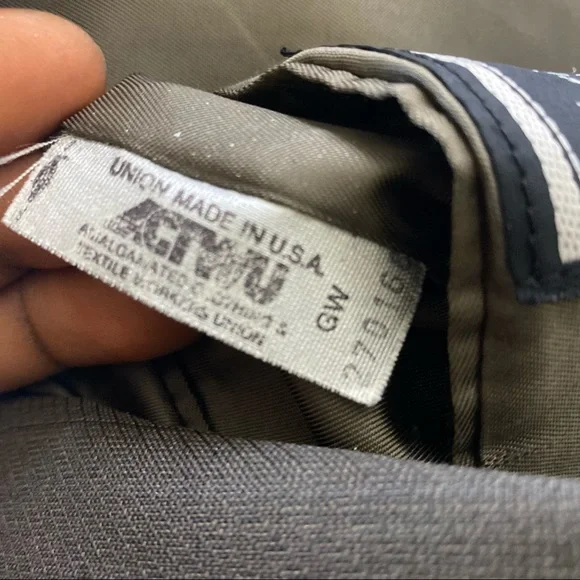 UNION MADE IN U.S.A.
ACTWU
AMALGAMATED CLOTHING &
TEXTILE WORKERS UNION
GW
27016